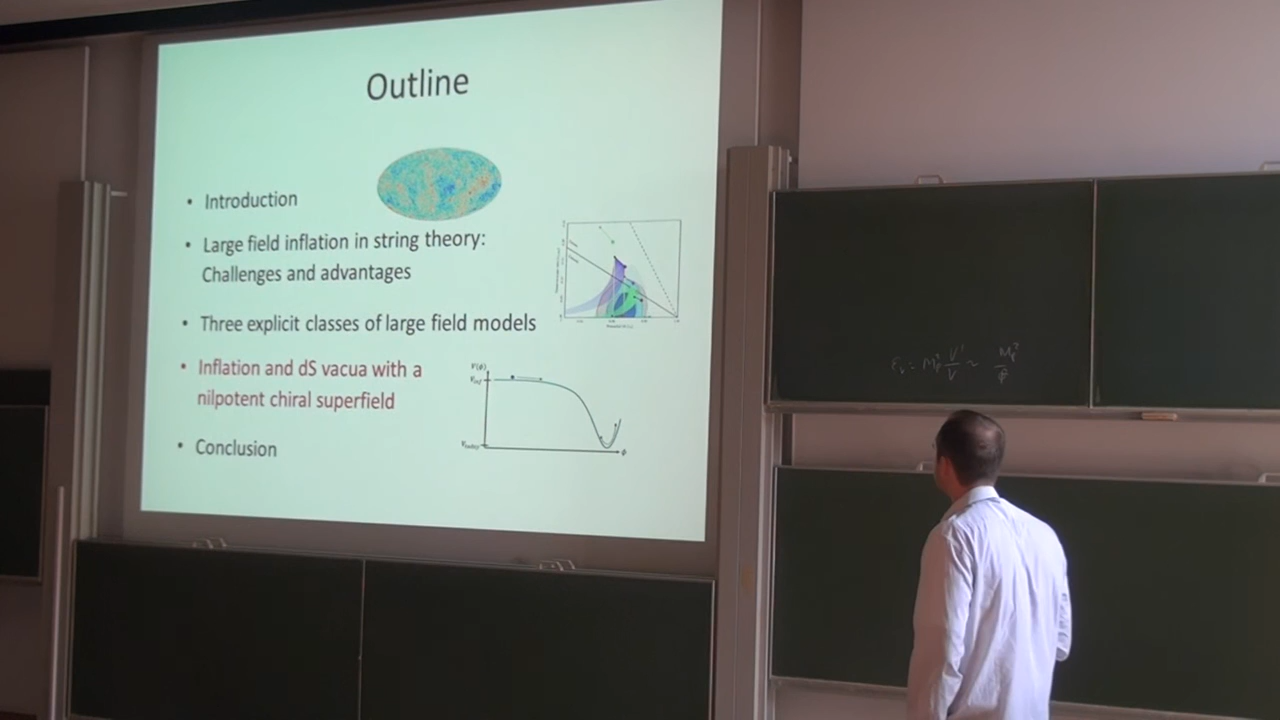 Outline
• Introduction
• Large field inflation in string theory:
Challenges and advantages
• Three explicit classes of large field models
• Inflation and dS vacua with a
nilpotent chiral superfield
• Conclusion
V(ϕ)
ϕ